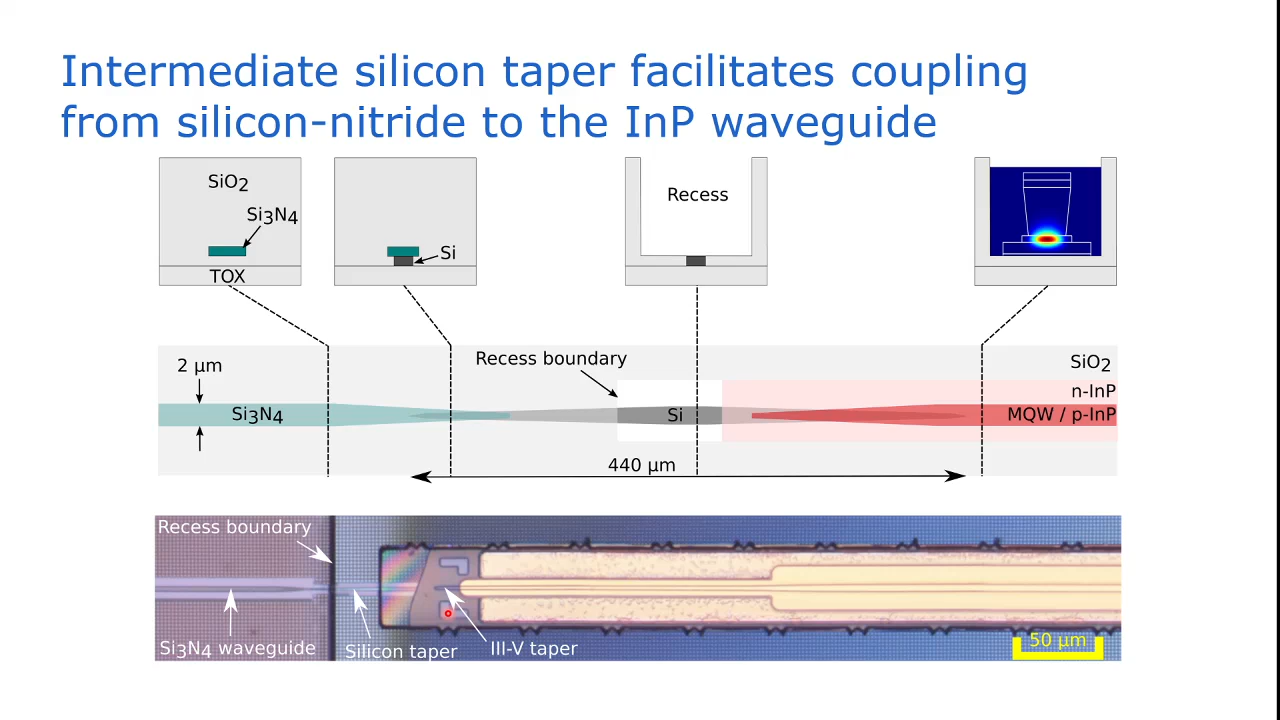 Intermediate silicon taper facilitates coupling
from silicon-nitride to the InP waveguide
SiO2
Si3N4
TOX
Si
Recess
2 µm
Si3N4
Recess boundary
Si
SiO2
n-InP
MQW / p-InP
440 µm
Recess boundary
Si3N4 waveguide
Silicon taper
III-V taper
50 µm